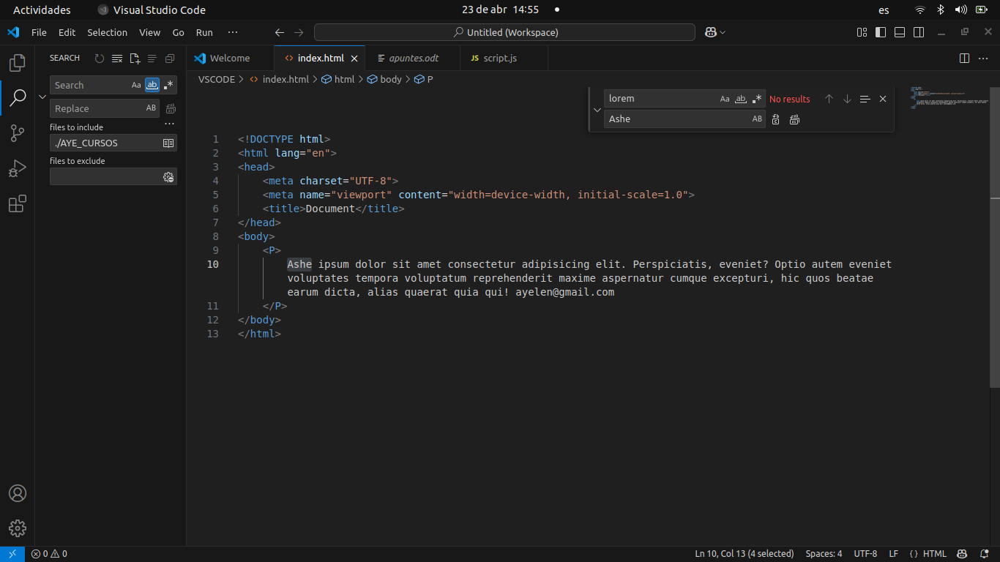 Actividades
Visual Studio Code
23 de abr 14:55
es
File Edit Selection View Go Run ···
Untitled (Workspace)
SEARCH
Search
Aa
ab
Replace
AB
files to include
./AYE_CURSOS
files to exclude
Welcome
index.html
apuntes.odt
JS script.js
VSCODE > index.html > html > body > P
lorem
Aa
ab
No results
Ashe
AB
1 <!DOCTYPE html>
2 <html lang="en">
3 <head>
4 <meta charset="UTF-8">
5 <meta name="viewport" content="width=device-width, initial-scale=1.0">
6 <title>Document</title>
7 </head>
8 <body>
9 <P>
10 Ashe ipsum dolor sit amet consectetur adipisicing elit. Perspiciatis, eveniet? Optio autem eveniet
voluptates tempora voluptatum reprehenderit maxime aspernatur cumque excepturi, hic quos beatae
earum dicta, alias quaerat quia qui! ayelen@gmail.com
11 </P>
12 </body>
13 </html>
0 0
Ln 10, Col 13 (4 selected)
Spaces: 4
UTF-8
LF
{ } HTML